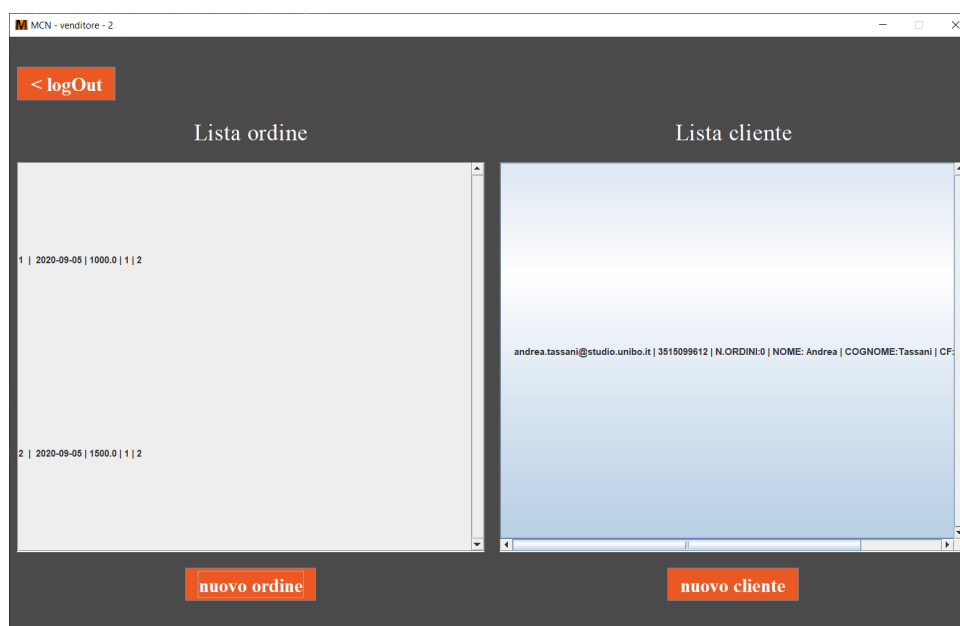 M MCN - venditore - 2
< logOut
Lista ordine
Lista cliente
1 | 2020-09-05 | 1000.0 | 1 | 2
andrea.tassani@studio.unibo.it | 3515099612 | N.ORDINI:0 | NOME: Andrea | COGNOME:Tassani | CF:
2 | 2020-09-05 | 1500.0 | 1 | 2
nuovo ordine
nuovo cliente